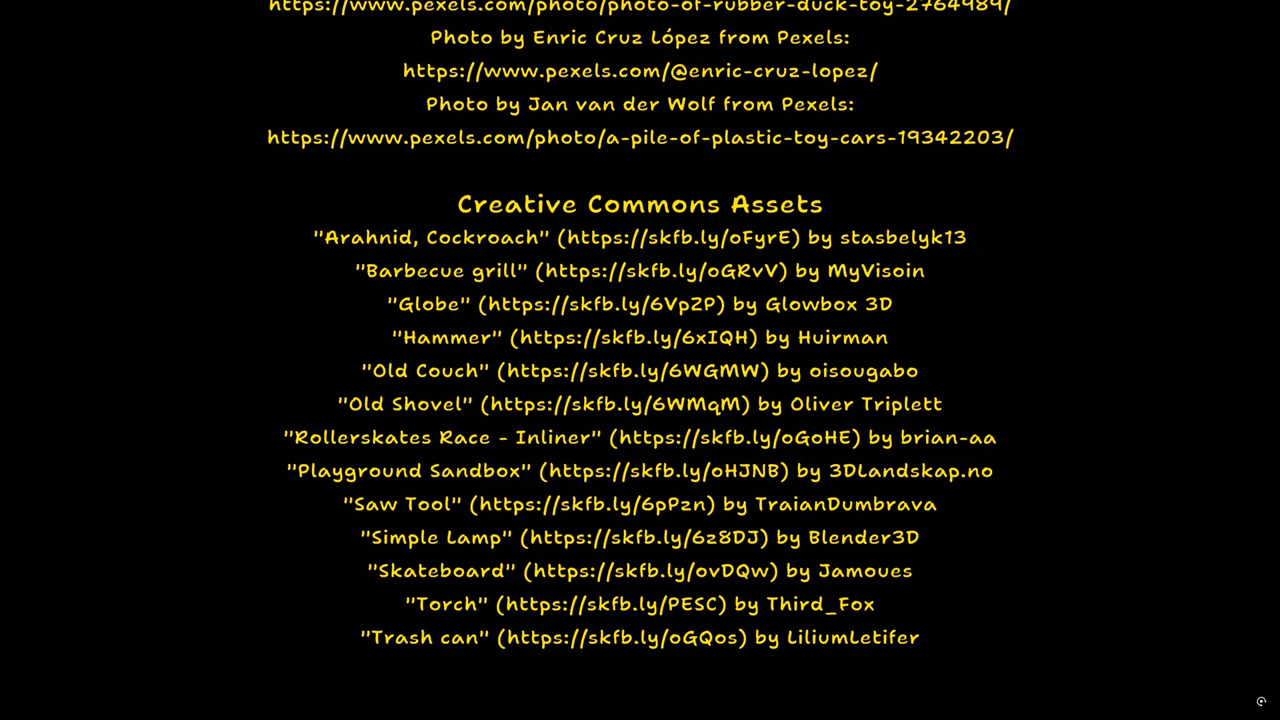 https://www.pexels.com/photo/photo-of-rubber-duck-toy-2764989/
Photo by Enric Cruz López from Pexels:
https://www.pexels.com/@enric-cruz-lopez/
Photo by Jan van der Wolf from Pexels:
https://www.pexels.com/photo/a-pile-of-plastic-toy-cars-19342203/
Creative Commons Assets
"Arahnid, Cockroach" (https://skfb.ly/oFyrE) by stasbelyk13
"Barbecue grill" (https://skfb.ly/oGRvV) by MyVisoin
"Globe" (https://skfb.ly/6VpZP) by Glowbox 3D
"Hammer" (https://skfb.ly/6xIQH) by Huirman
"Old Couch" (https://skfb.ly/6WGMW) by oisougabo
"Old Shovel" (https://skfb.ly/6WMqM) by Oliver Triplett
"Rollerskates Race - Inliner" (https://skfb.ly/oGoHE) by brian-aa
"Playground Sandbox" (https://skfb.ly/oHJNB) by 3DLandskap.no
"Saw Tool" (https://skfb.ly/6pPzn) by TraianDumbrava
"Simple Lamp" (https://skfb.ly/6z8DJ) by Blender3D
"Skateboard" (https://skfb.ly/ovDQw) by Jamoues
"Torch" (https://skfb.ly/PESC) by Third_Fox
"Trash can" (https://skfb.ly/oGQos) by LiliumLetifer